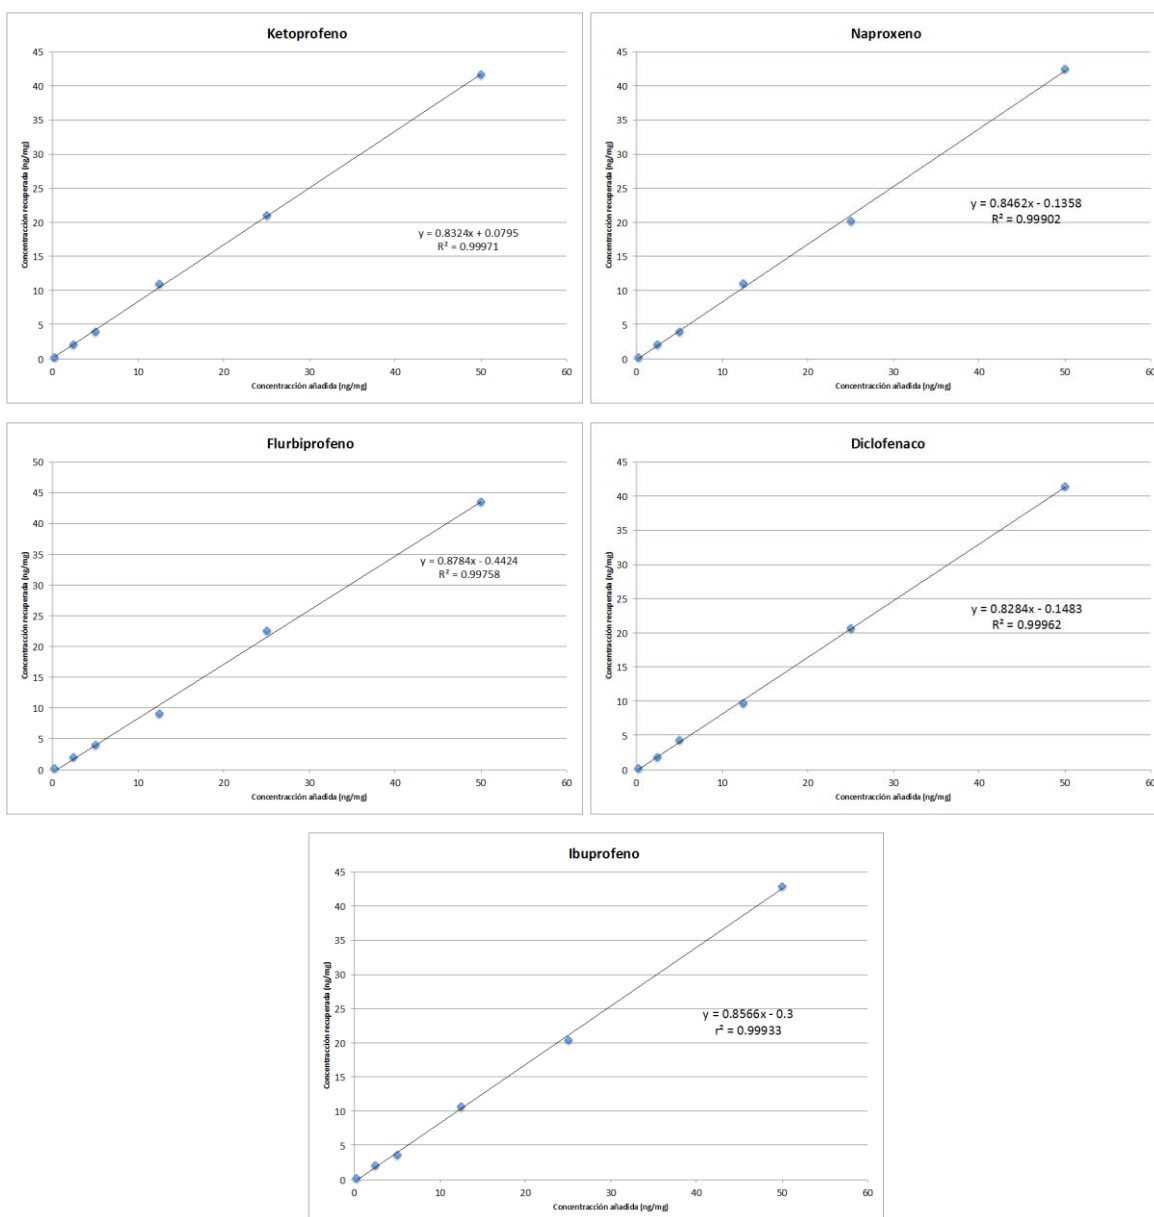 Ketoprofeno
Concentracción recuperada (ng/mg)
45
40
35
30
25
20
15
10
5
0
y = 0.8324x + 0.0795
R² = 0.99971
0 10 20 30 40 50 60
Concentracción añadida (ng/mg)
Naproxeno
Concentracción recuperada (ng/mg)
45
40
35
30
25
20
15
10
5
0
y = 0.8462x - 0.1358
R² = 0.99902
0 10 20 30 40 50 60
Concentracción añadida (ng/mg)
Flurbiprofeno
Concentracción recuperada (ng/mg)
50
45
40
35
30
25
20
15
10
5
0
y = 0.8784x - 0.4424
R² = 0.99758
0 10 20 30 40 50 60
Concentracción añadida (ng/mg)
Diclofenaco
Concentracción recuperada (ng/mg)
45
40
35
30
25
20
15
10
5
0
y = 0.8284x - 0.1483
R² = 0.99962
0 10 20 30 40 50 60
Concentracción añadida (ng/mg)
Ibuprofeno
Concentracción recuperada (ng/mg)
45
40
35
30
25
20
15
10
5
0
y = 0.8566x - 0.3
r² = 0.99933
0 10 20 30 40 50 60
Concentracción añadida (ng/mg)